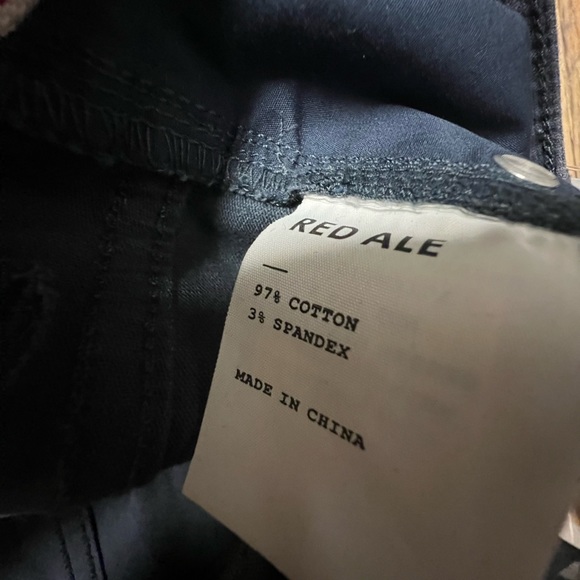 RED ALE
—
97% COTTON
3% SPANDEX
MADE IN CHINA